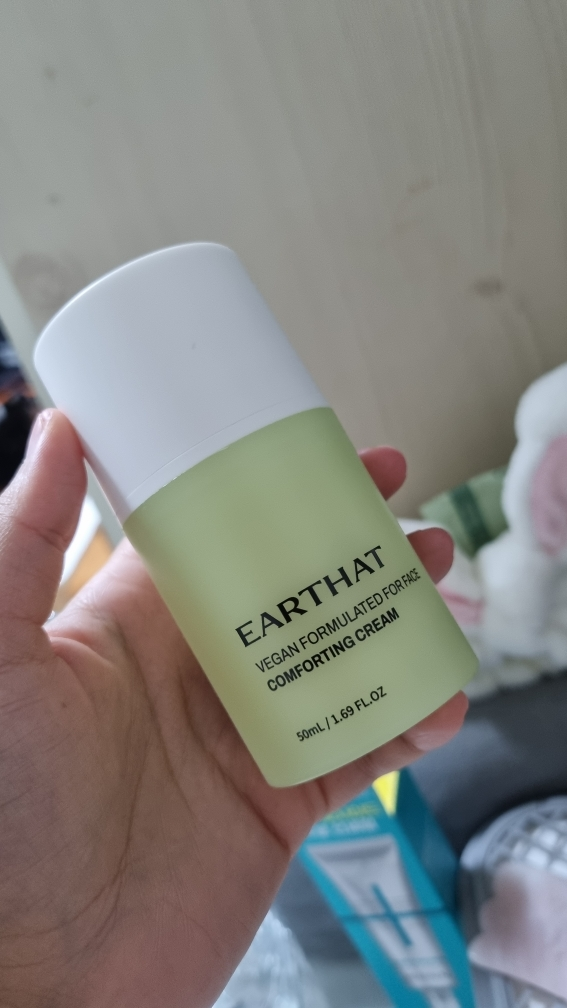 EARTHAT
VEGAN FORMULATED FOR FACE
COMFORTING CREAM
50mL / 1.69 FL.OZ